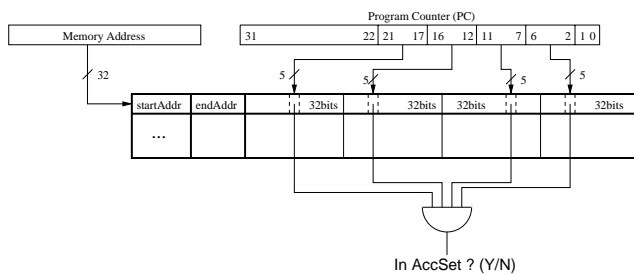 Program Counter (PC)
Memory Address
31 22 21 17 16 12 11 7 6 2 1 0
32 5 5 5 5
startAddr endAddr 32bits 32bits 32bits 32bits
...
In AccSet ? (Y/N)